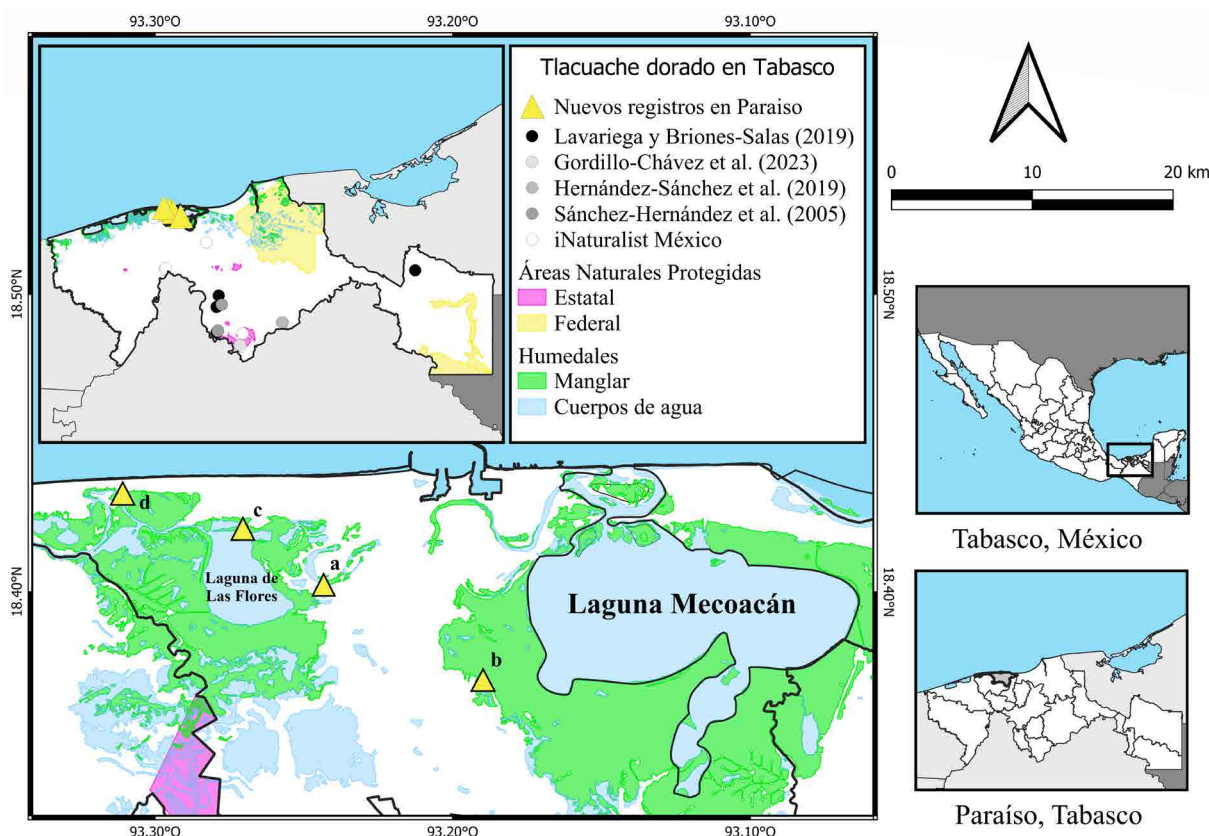 93.30°O
93.20°O
93.10°O
Tlacuache dorado en Tabasco
Nuevos registros en Paraiso
Lavariega y Briones-Salas (2019)
Gordillo-Chávez et al. (2023)
Hernández-Sánchez et al. (2019)
Sánchez-Hernández et al. (2005)
iNaturalist México
Áreas Naturales Protegidas
Estatal
Federal
Humedales
Manglar
Cuerpos de agua
0 10 20 km
18.50°N
18.50°N
d
c
a
Laguna de
Las Flores
b
Laguna Mecoacán
18.40°N
18.40°N
Tabasco, México
Paraíso, Tabasco
93.30°O
93.20°O
93.10°O